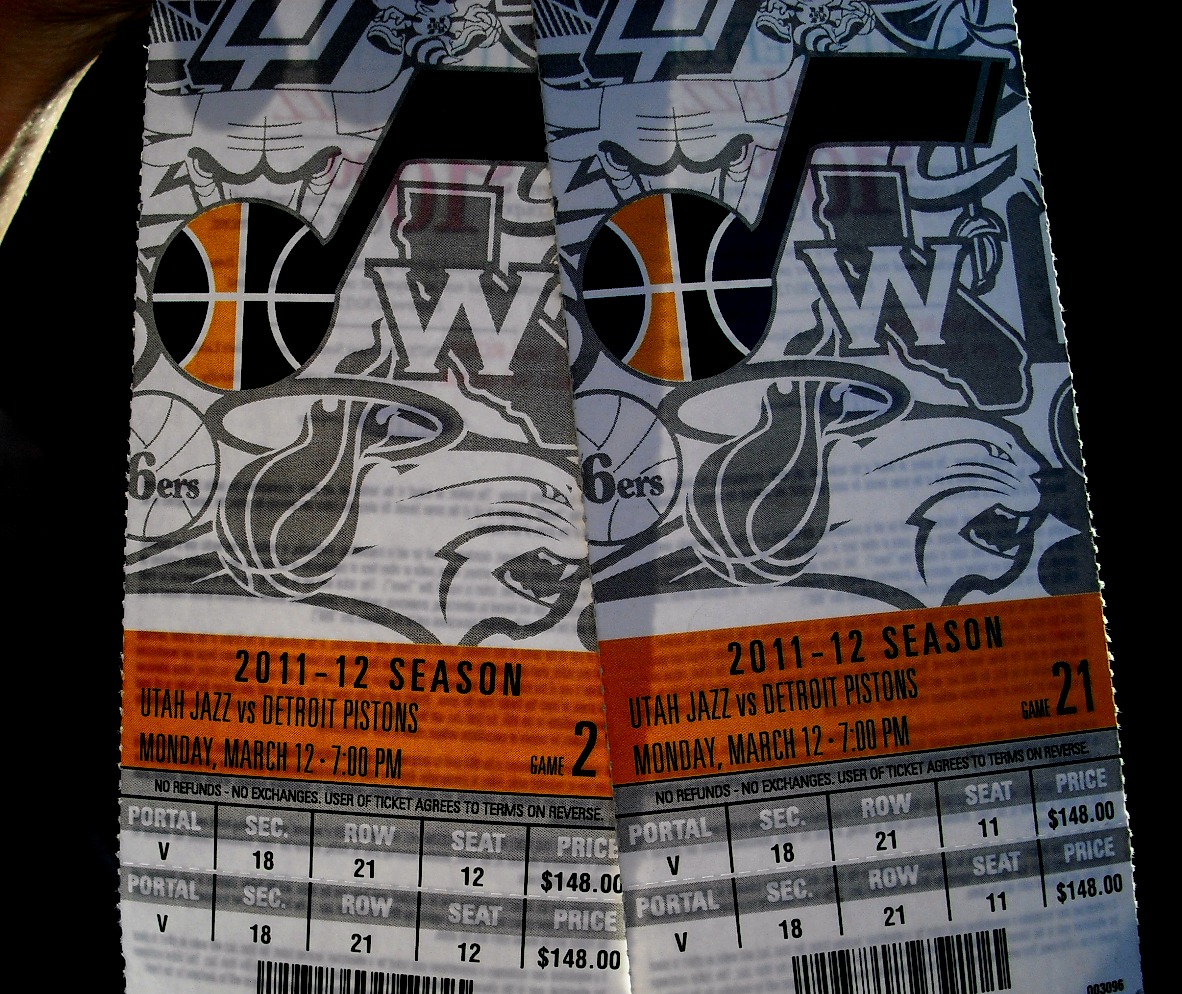 W
6ers
2011-12 SEASON
UTAH JAZZ vs DETROIT PISTONS
MONDAY, MARCH 12 · 7:00 PM
GAME 2
NO REFUNDS - NO EXCHANGES. USER OF TICKET AGREES TO TERMS ON REVERSE.
PORTAL SEC. ROW SEAT PRICE
V 18 21 12 $148.00
PORTAL SEC. ROW SEAT PRICE
V 18 21 12 $148.00
W
6ers
2011-12 SEASON
UTAH JAZZ vs DETROIT PISTONS
MONDAY, MARCH 12 · 7:00 PM
GAME 21
NO REFUNDS - NO EXCHANGES. USER OF TICKET AGREES TO TERMS ON REVERSE.
PORTAL SEC. ROW SEAT PRICE
V 18 21 11 $148.00
PORTAL SEC. ROW SEAT PRICE
V 18 21 11 $148.00
003096